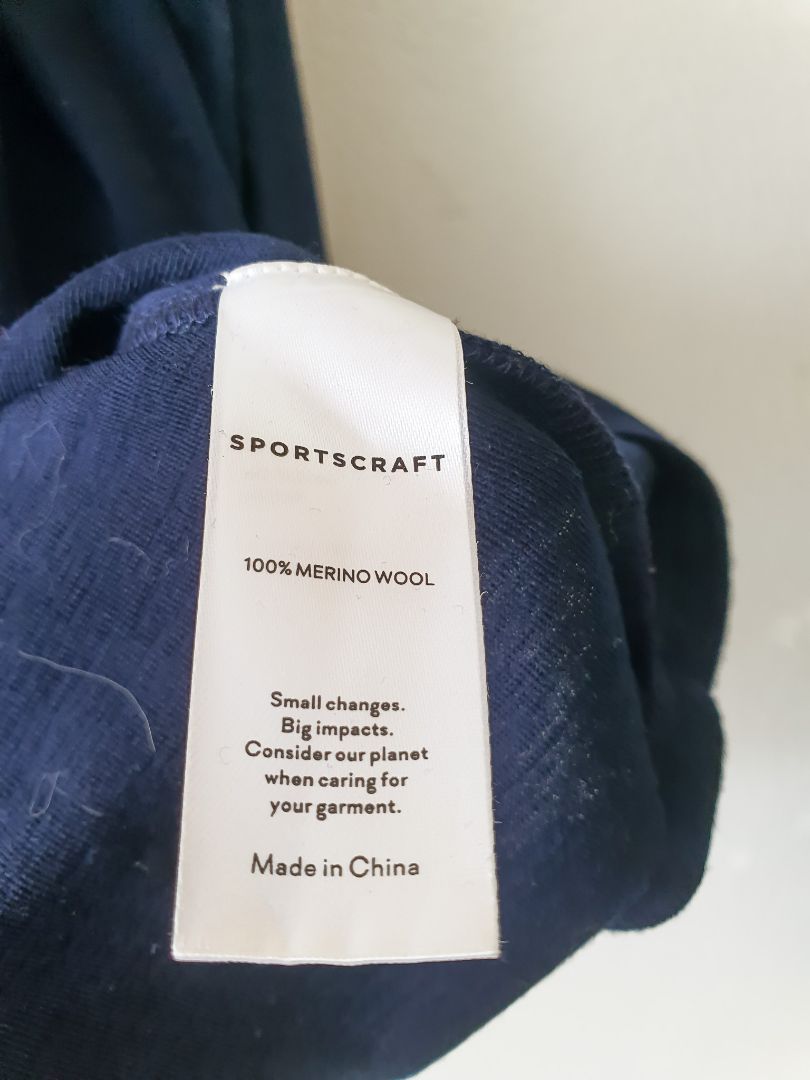 SPORTSCRAFT
100% MERINO WOOL
Small changes.
Big impacts.
Consider our planet
when caring for
your garment.
Made in China